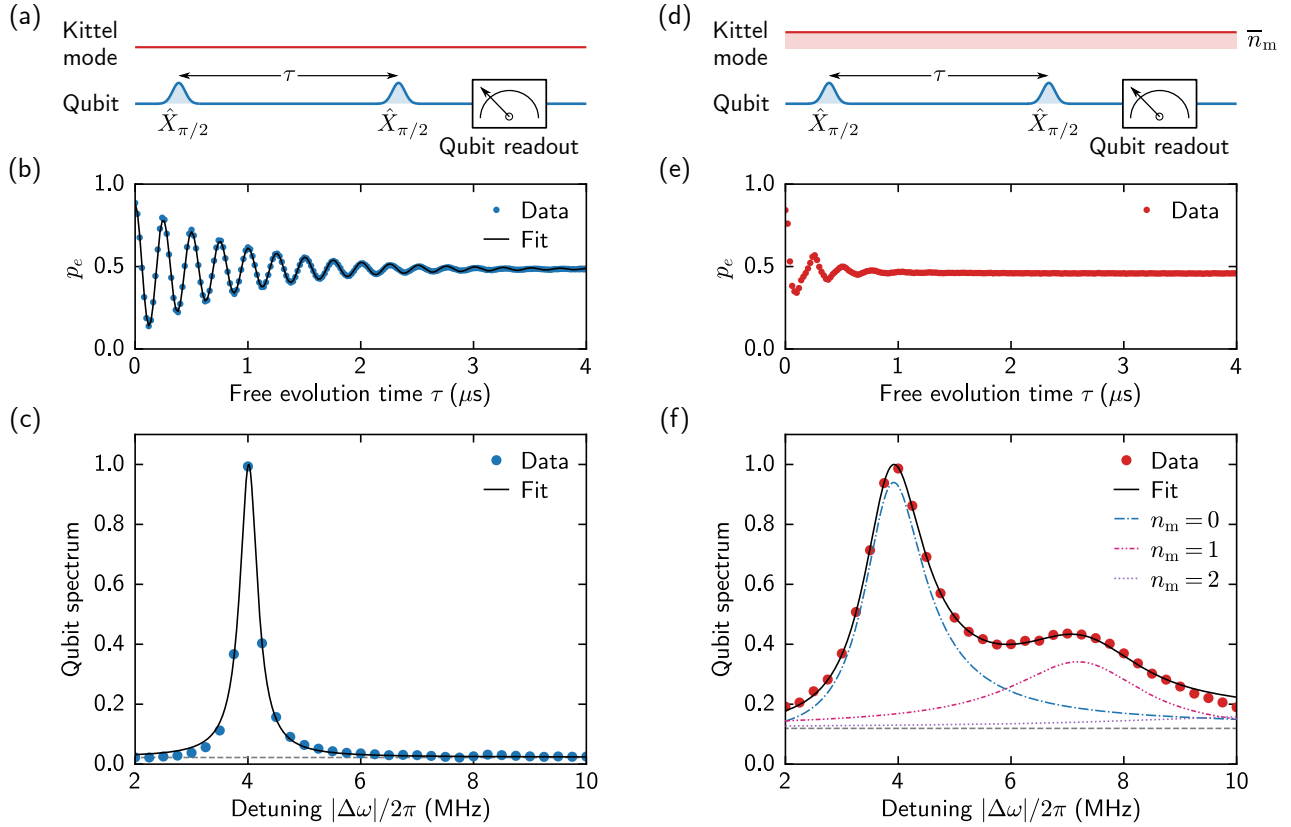 (a)
Kittel
mode
τ
Qubit
X̂π/2
X̂π/2
Qubit readout
(b)
1.0
0.5
0.0
pe
Data
Fit
0 1 2 3 4
Free evolution time τ (μs)
(c)
1.0
0.8
0.6
0.4
0.2
0.0
Qubit spectrum
Data
Fit
2 4 6 8 10
Detuning |Δω|/2π (MHz)
(d)
Kittel
mode
n̅m
τ
Qubit
X̂π/2
X̂π/2
Qubit readout
(e)
1.0
0.5
0.0
pe
Data
0 1 2 3 4
Free evolution time τ (μs)
(f)
1.0
0.8
0.6
0.4
0.2
0.0
Qubit spectrum
Data
Fit
nm = 0
nm = 1
nm = 2
2 4 6 8 10
Detuning |Δω|/2π (MHz)